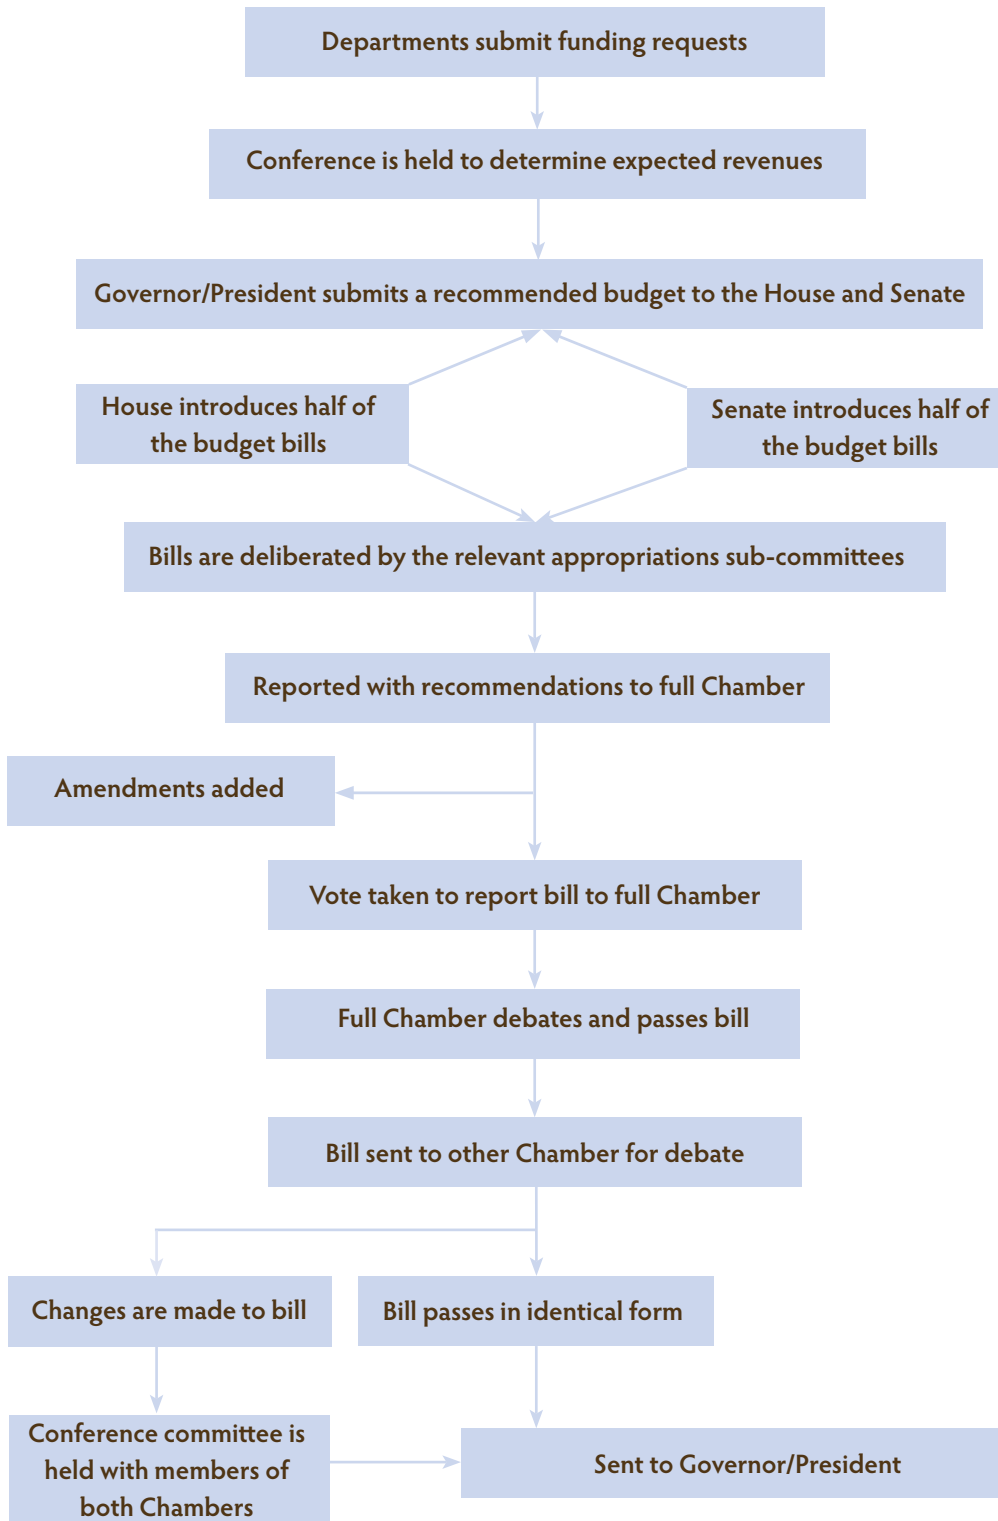 Departments submit funding requests
Conference is held to determine expected revenues
Governor/President submits a recommended budget to the House and Senate
House introduces half of
the budget bills
Senate introduces half of
the budget bills
Bills are deliberated by the relevant appropriations sub-committees
Reported with recommendations to full Chamber
Amendments added
Vote taken to report bill to full Chamber
Full Chamber debates and passes bill
Bill sent to other Chamber for debate
Changes are made to bill
Bill passes in identical form
Conference committee is
held with members of
both Chambers
Sent to Governor/President